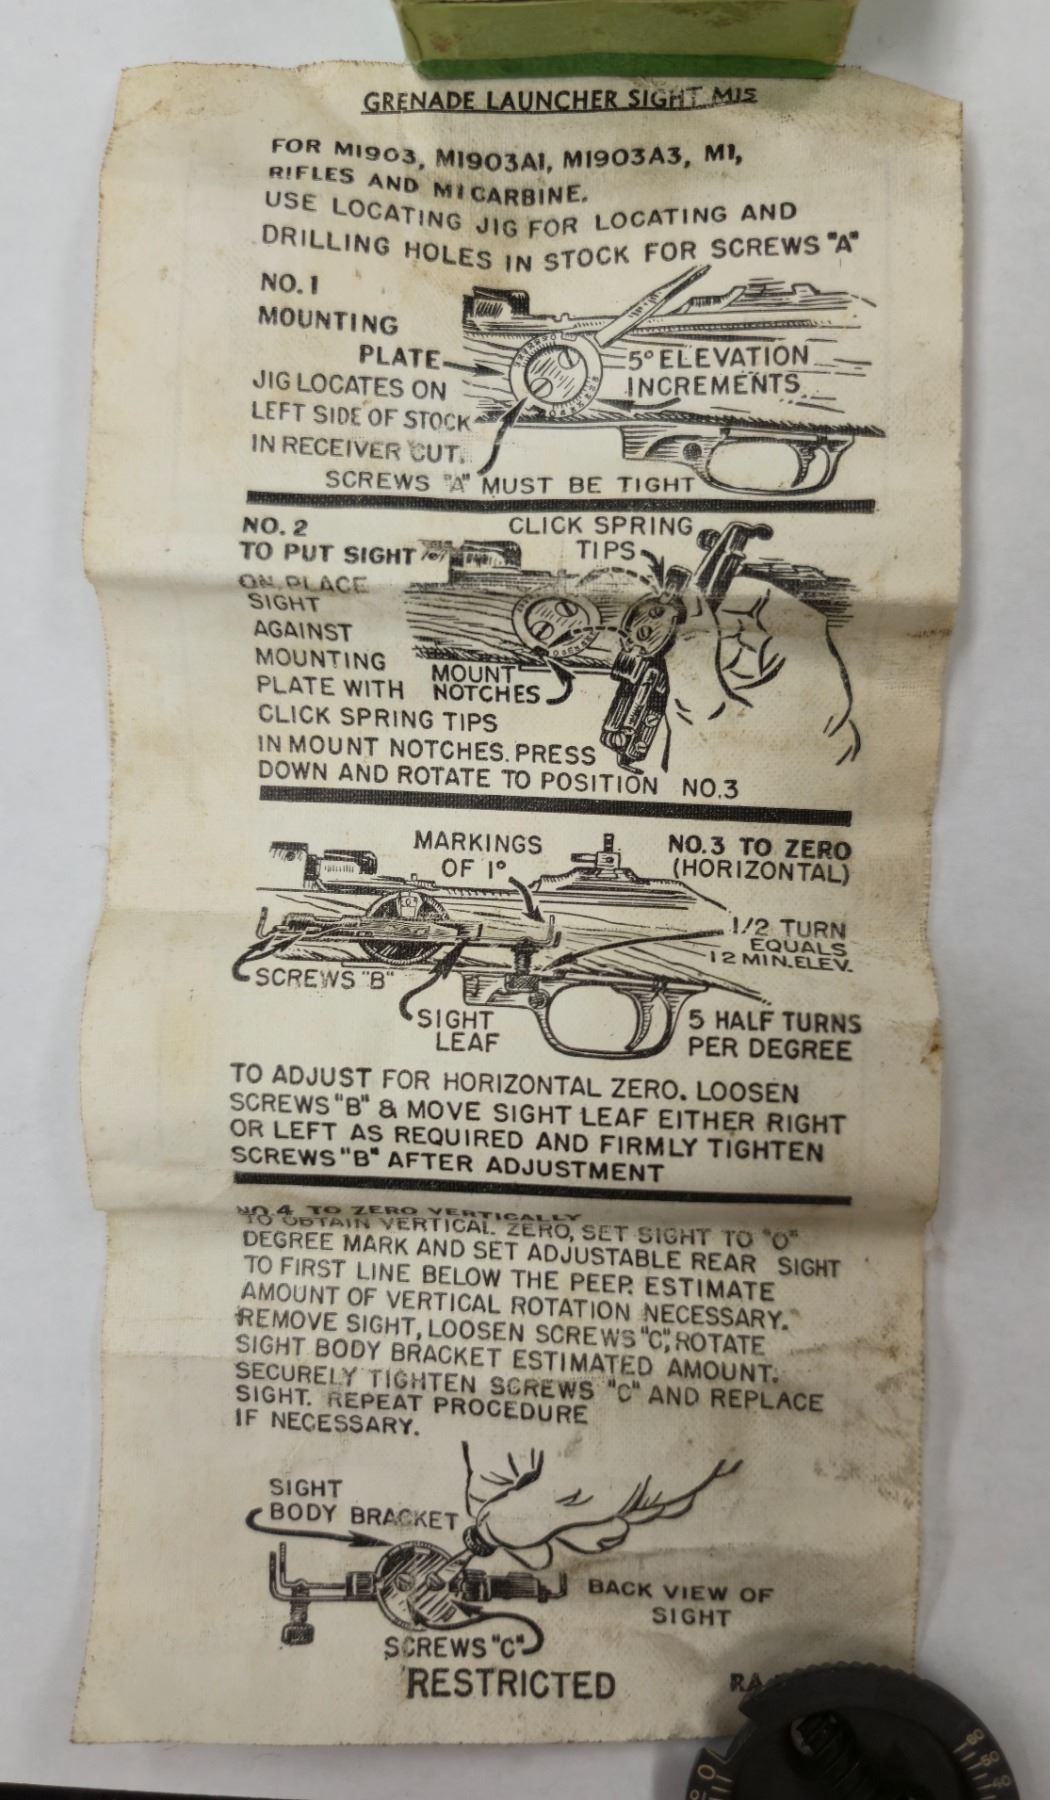 GRENADE LAUNCHER SIGHT M15
FOR M1903, M1903A1, M1903A3, M1,
RIFLES AND M1 CARBINE.
USE LOCATING JIG FOR LOCATING AND
DRILLING HOLES IN STOCK FOR SCREWS "A"
NO. 1
MOUNTING
PLATE
JIG LOCATES ON
LEFT SIDE OF STOCK
IN RECEIVER CUT.
5° ELEVATION
INCREMENTS
SCREWS "A" MUST BE TIGHT
NO. 2
TO PUT SIGHT
ON PLACE
SIGHT
AGAINST
MOUNTING
PLATE WITH
CLICK SPRING TIPS
IN MOUNT NOTCHES. PRESS
DOWN AND ROTATE TO POSITION NO.3
CLICK SPRING
TIPS
MOUNT
NOTCHES
MARKINGS
OF 1°
NO.3 TO ZERO
(HORIZONTAL)
1/2 TURN
EQUALS
12 MIN. ELEV.
SCREWS "B"
SIGHT
LEAF
5 HALF TURNS
PER DEGREE
TO ADJUST FOR HORIZONTAL ZERO. LOOSEN
SCREWS "B" & MOVE SIGHT LEAF EITHER RIGHT
OR LEFT AS REQUIRED AND FIRMLY TIGHTEN
SCREWS "B" AFTER ADJUSTMENT
NO. 4 TO ZERO VERTICALLY
TO OBTAIN VERTICAL ZERO, SET SIGHT TO "O"
DEGREE MARK AND SET ADJUSTABLE REAR SIGHT
TO FIRST LINE BELOW THE PEEP. ESTIMATE
AMOUNT OF VERTICAL ROTATION NECESSARY.
REMOVE SIGHT, LOOSEN SCREWS "C", ROTATE
SIGHT BODY BRACKET ESTIMATED AMOUNT.
SECURELY TIGHTEN SCREWS "C" AND REPLACE
SIGHT. REPEAT PROCEDURE
IF NECESSARY.
SIGHT
BODY BRACKET
BACK VIEW OF
SIGHT
SCREWS "C"
RESTRICTED
RA
10 0
60 50 40